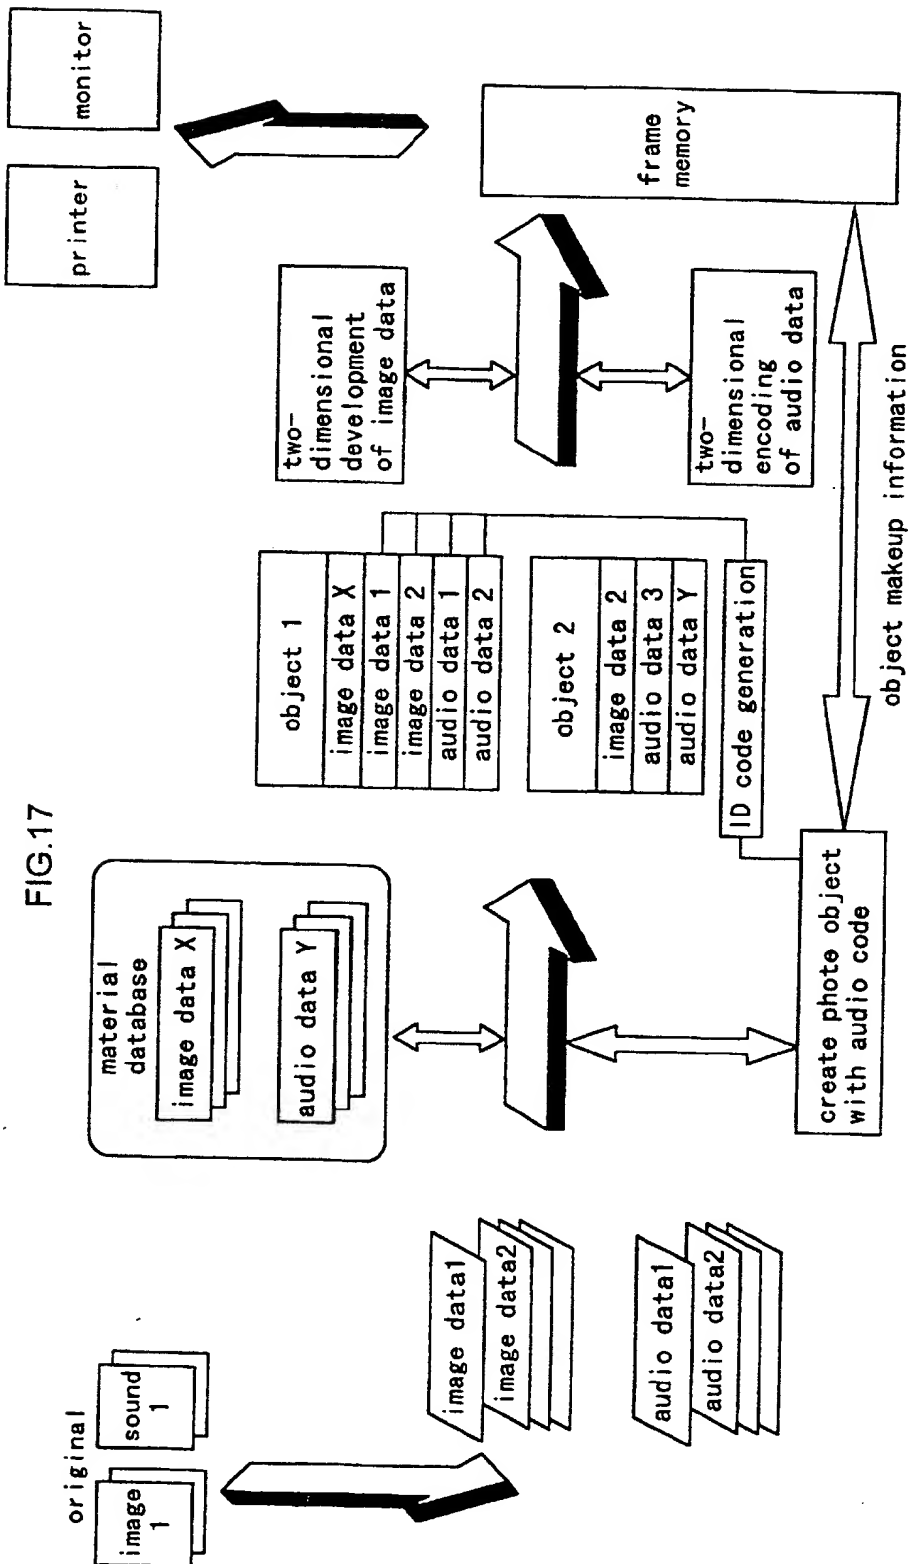 FIG.17
original
image
1
sound
1
image data1
image data2
audio data1
audio data2
material
database
image data X
audio data Y
create phote object
with audio code
object 1
image data X
image data 1
image data 2
audio data 1
audio data 2
object 2
image data 2
audio data 3
audio data Y
ID code generation
two-
dimensional
development
of image data
two-
dimensional
encoding
of audio data
object makeup information
frame
memory
printer
monitor